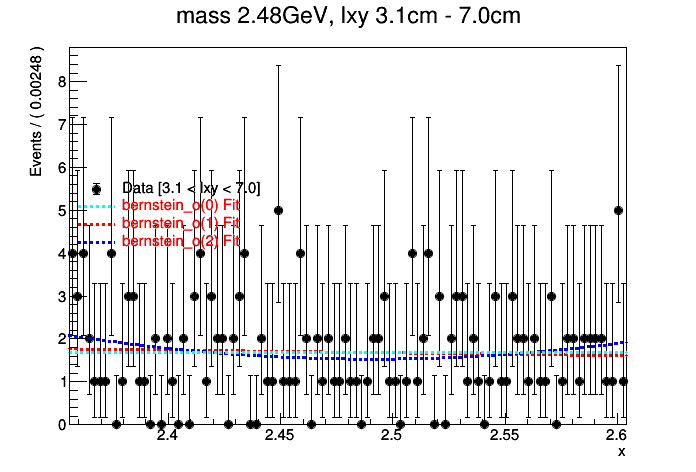 mass 2.48GeV, lxy 3.1cm - 7.0cm
Events / ( 0.00248 )
8
7
6
5
4
3
2
1
0
Data [3.1 < lxy < 7.0]
bernstein_o(0) Fit
bernstein_o(1) Fit
bernstein_o(2) Fit
2.4 2.45 2.5 2.55 2.6
x